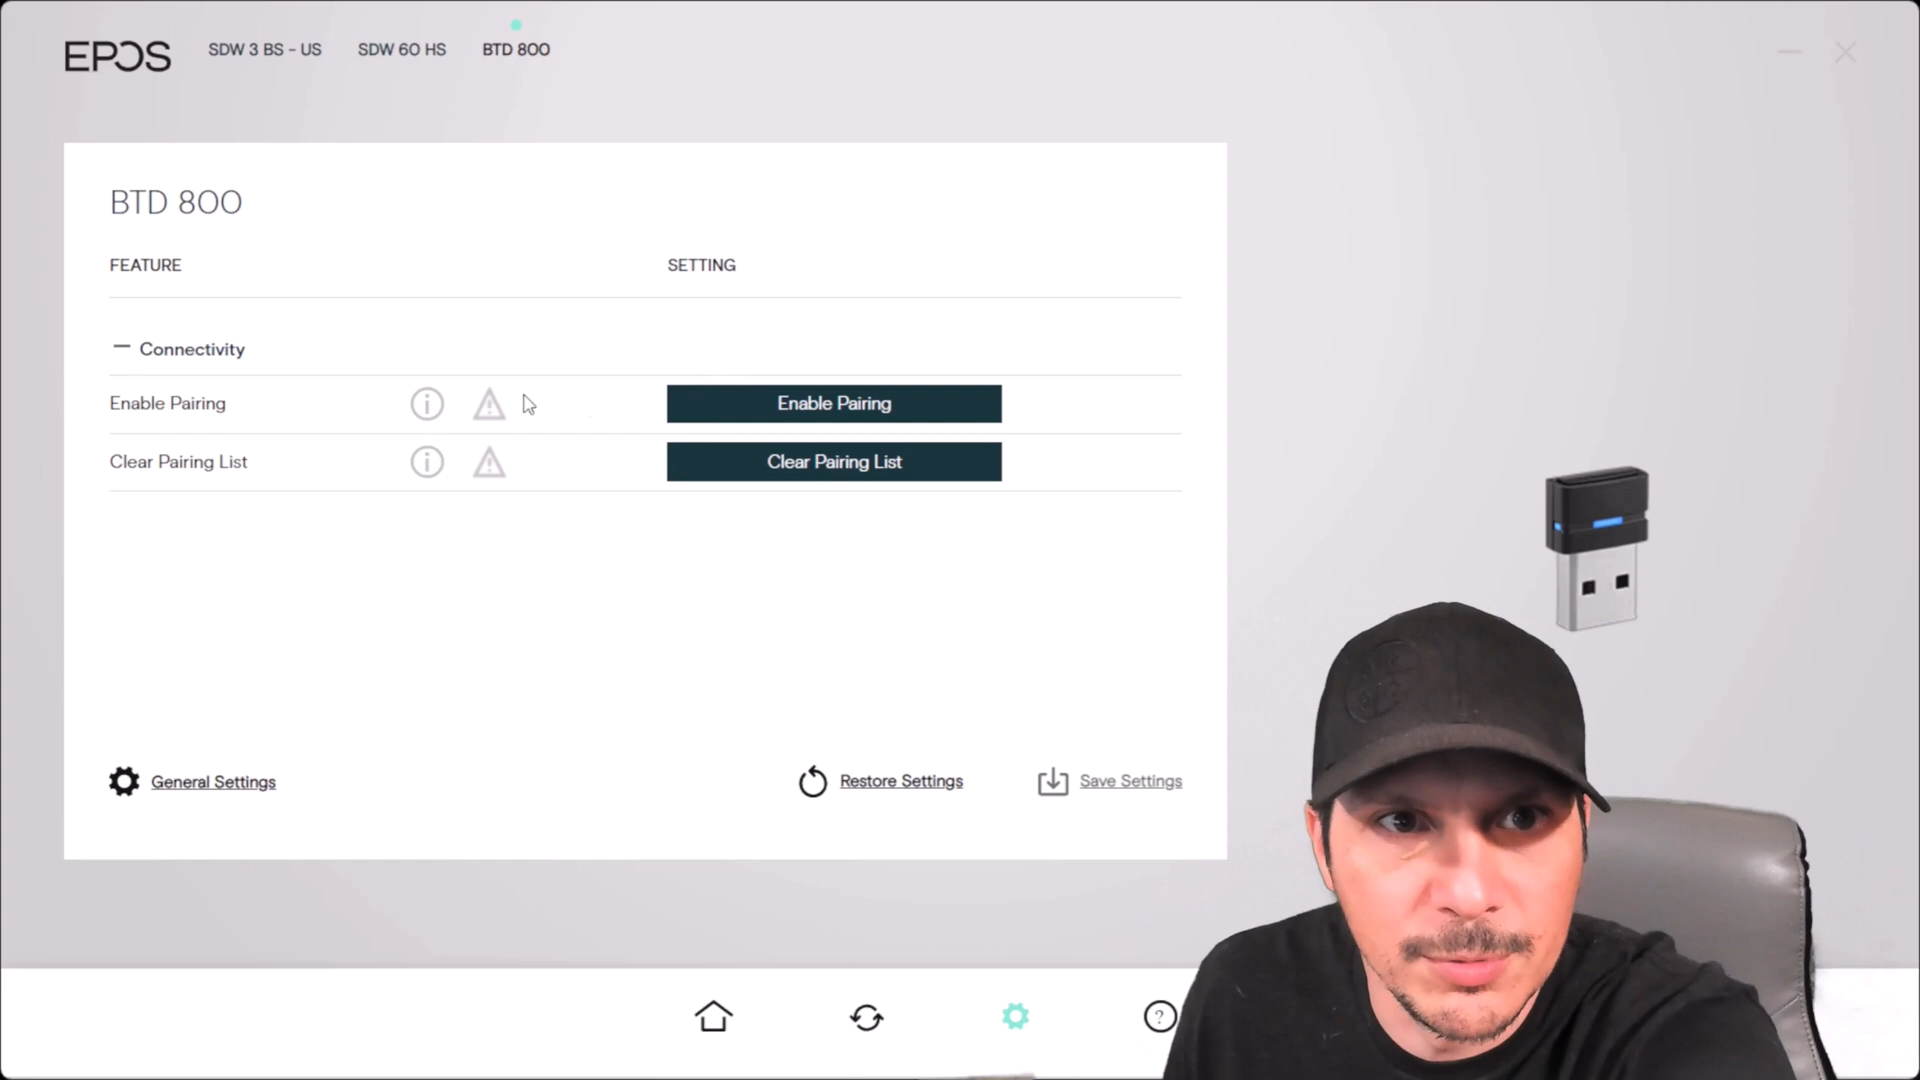 EPOS
SDW 3 BS - US
SDW 60 HS
BTD 800
BTD 800
FEATURE
SETTING
Connectivity
Enable Pairing
Enable Pairing
Clear Pairing List
Clear Pairing List
General Settings
Restore Settings
Save Settings